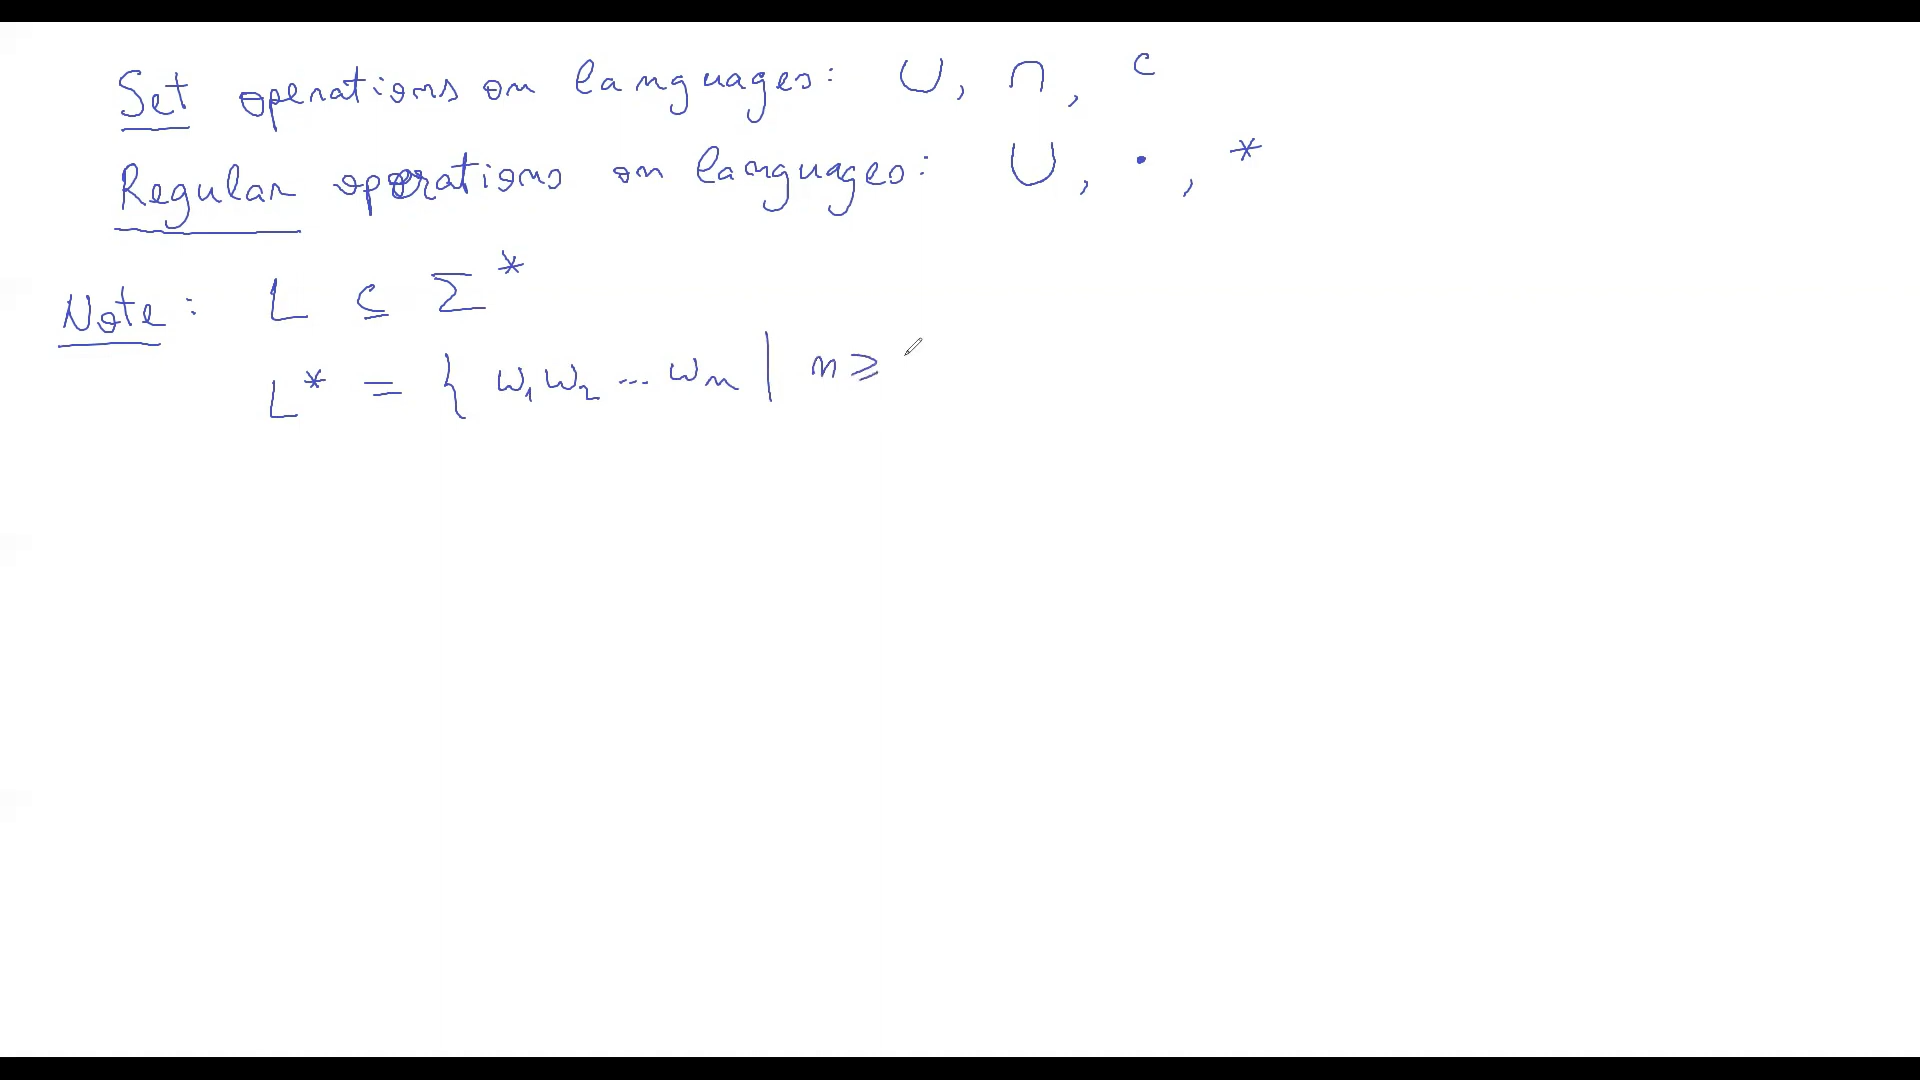 Set operations on languages: ∪, ∩, ᶜ
Regular operations on languages: ∪, ·, *
Note: L ⊆ Σ*
L* = { w₁w₂ ... wₙ | n ≥